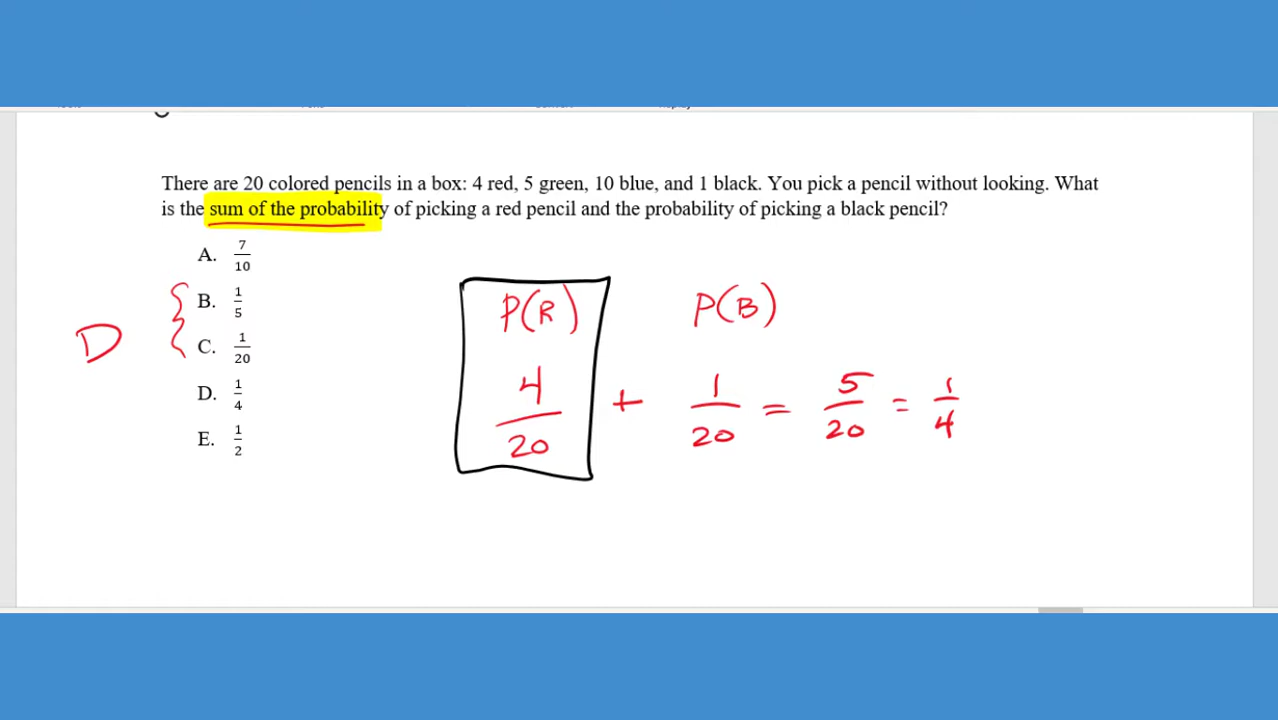 There are 20 colored pencils in a box: 4 red, 5 green, 10 blue, and 1 black. You pick a pencil without looking. What
is the sum of the probability of picking a red pencil and the probability of picking a black pencil?
A. 7/10
B. 1/5
C. 1/20
D. 1/4
E. 1/2
D
P(R) P(B)
4/20 + 1/20 = 5/20 = 1/4